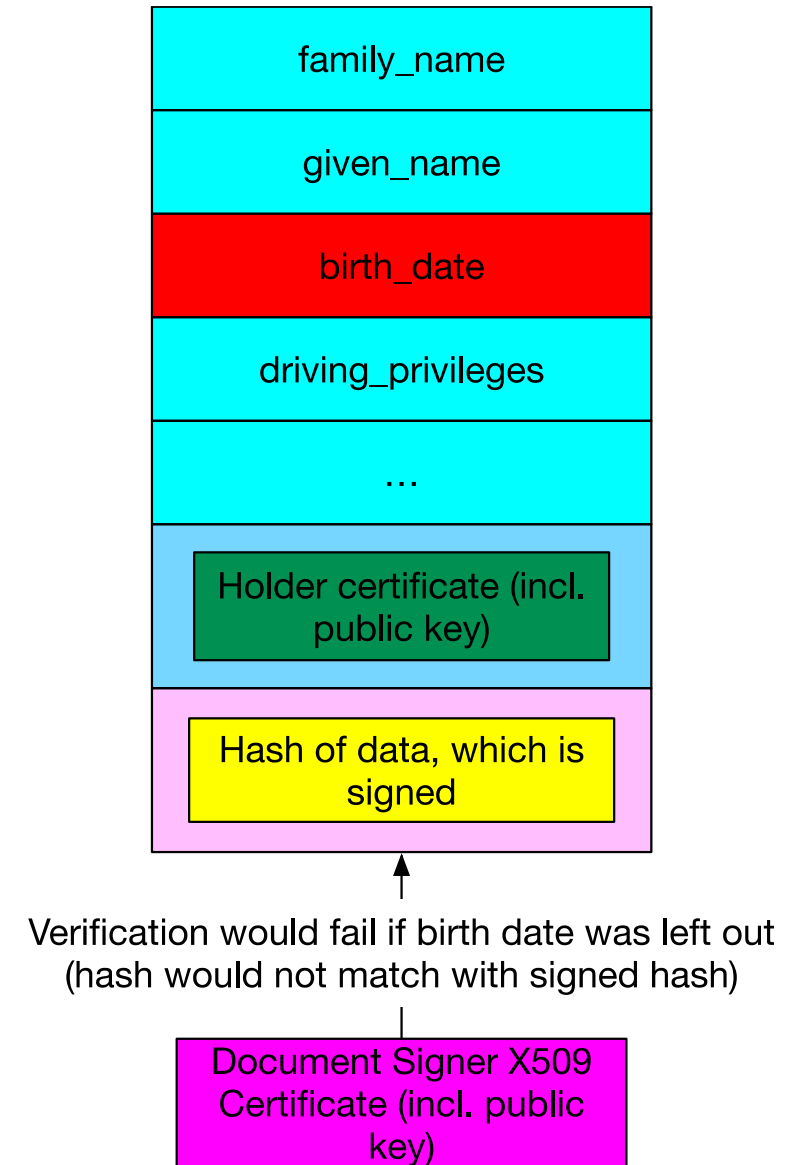 family_name
given_name
birth_date
driving_privileges
...
Holder certificate (incl.
public key)
Hash of data, which is
signed
Verification would fail if birth date was left out
(hash would not match with signed hash)
Document Signer X509
Certificate (incl. public
key)